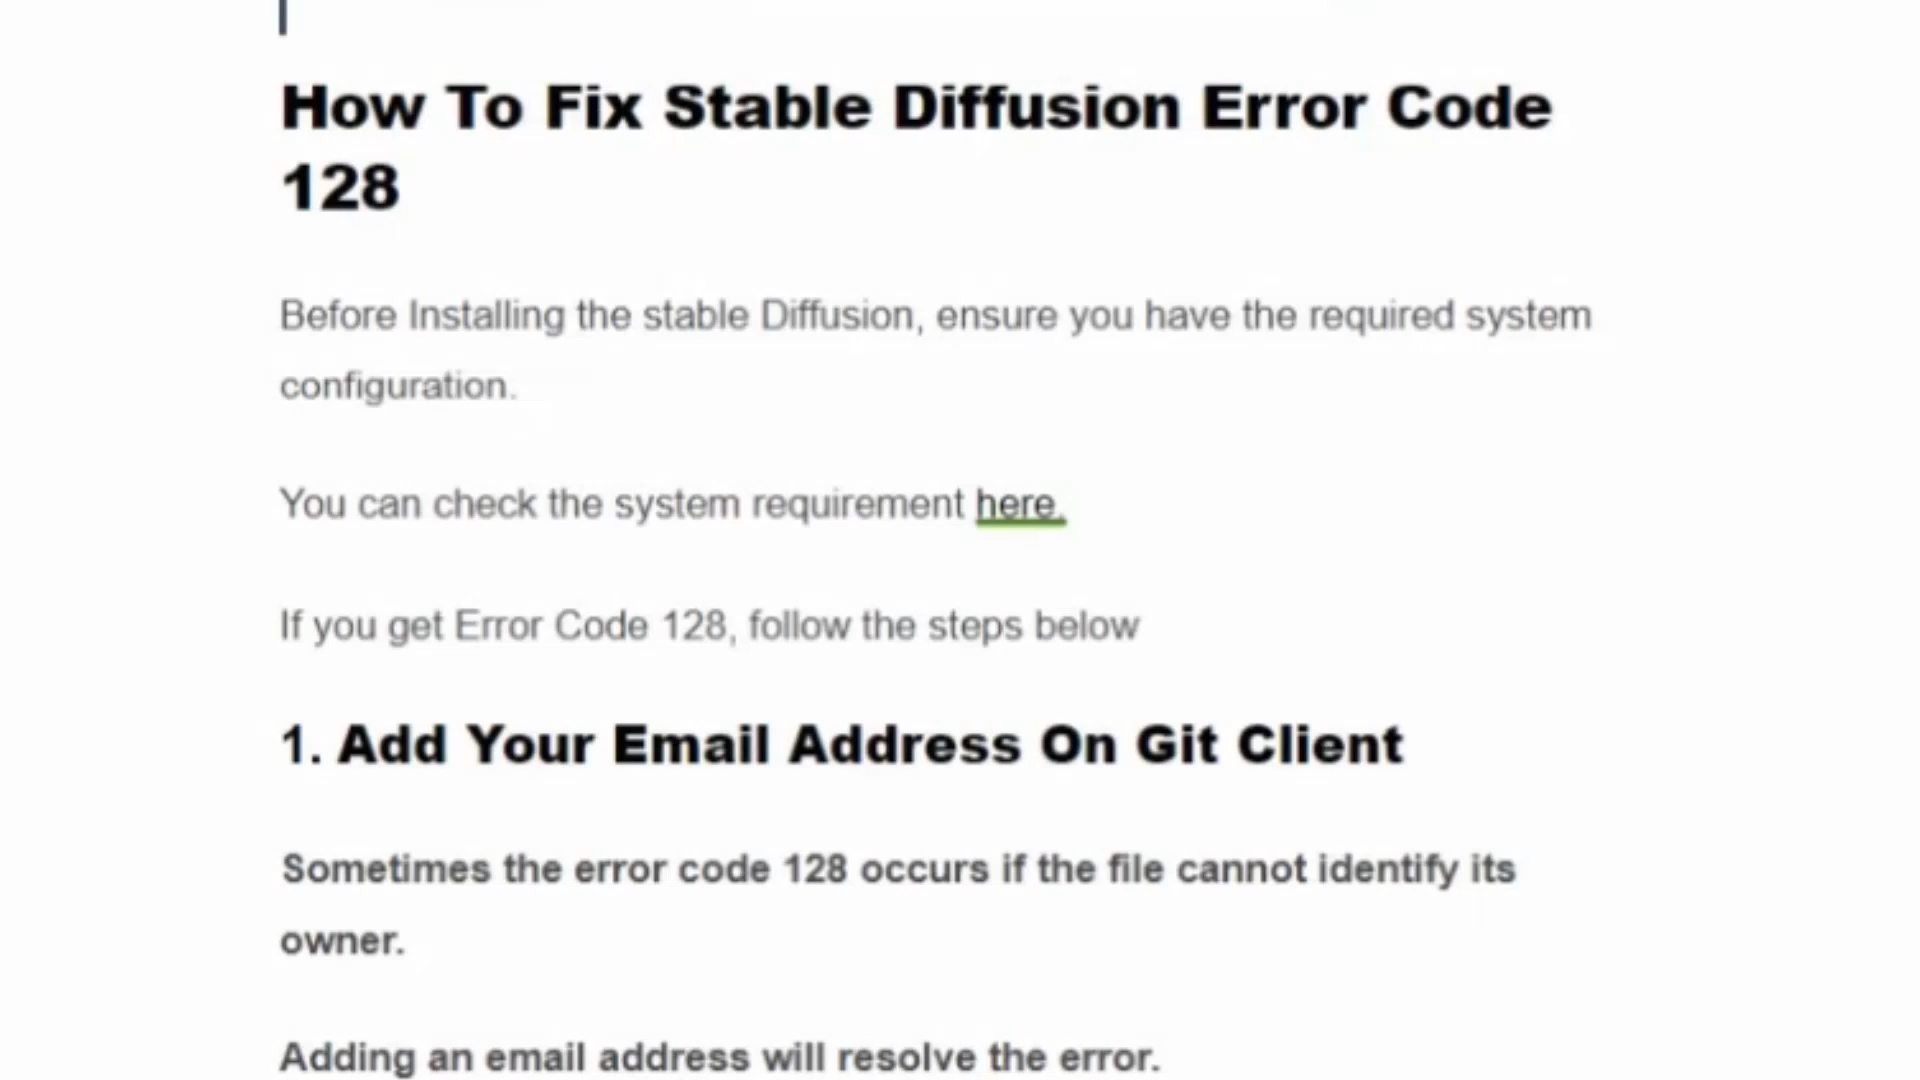 How To Fix Stable Diffusion Error Code
128
Before Installing the stable Diffusion, ensure you have the required system
configuration.
You can check the system requirement here.
If you get Error Code 128, follow the steps below
1. Add Your Email Address On Git Client
Sometimes the error code 128 occurs if the file cannot identify its
owner.
Adding an email address will resolve the error.